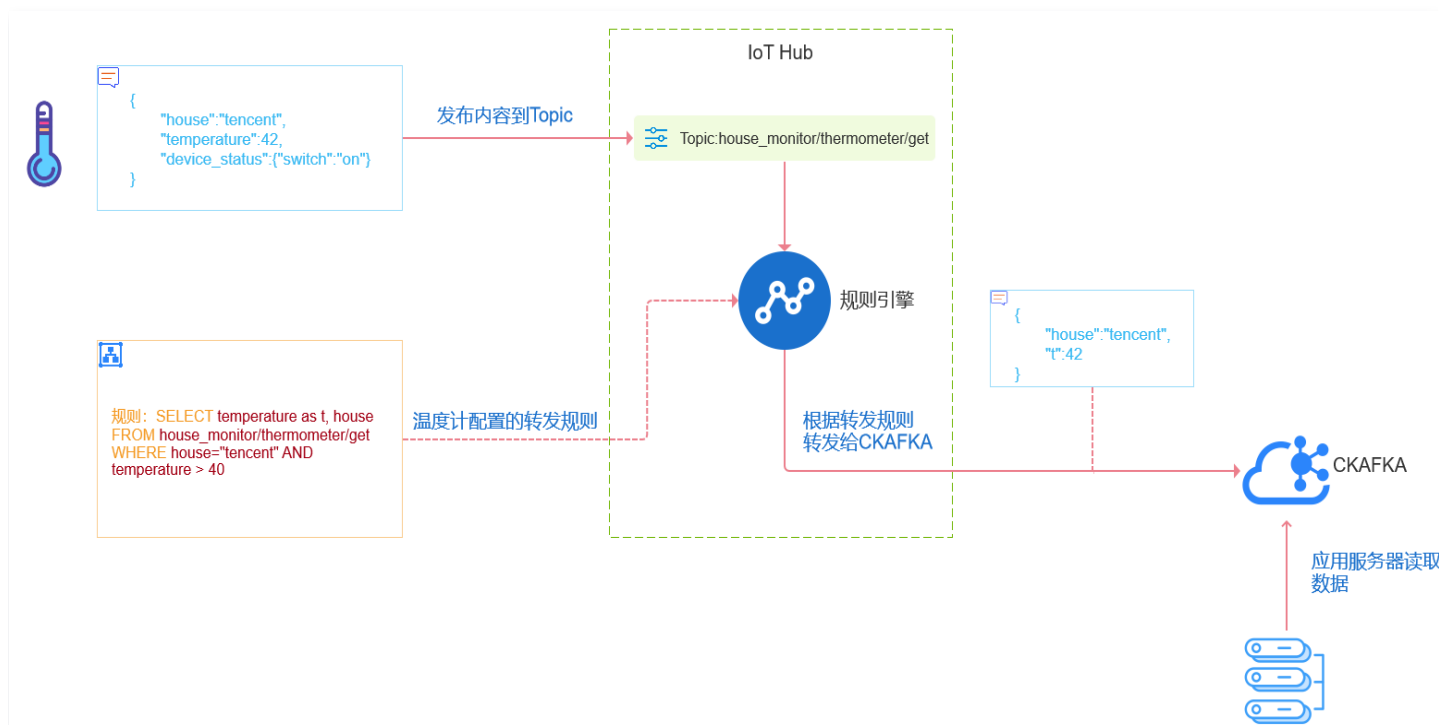 IoT Hub
{
"house":"tencent",
"temperature":42,
"device_status":{"switch":"on"}
}
发布内容到Topic
Topic:house_monitor/thermometer/get
规则引擎
{
"house":"tencent",
"t":42
}
规则：SELECT temperature as t, house
FROM house_monitor/thermometer/get
WHERE house="tencent" AND
temperature > 40
温度计配置的转发规则
根据转发规则
转发给CKAFKA
CKAFKA
应用服务器读取
数据